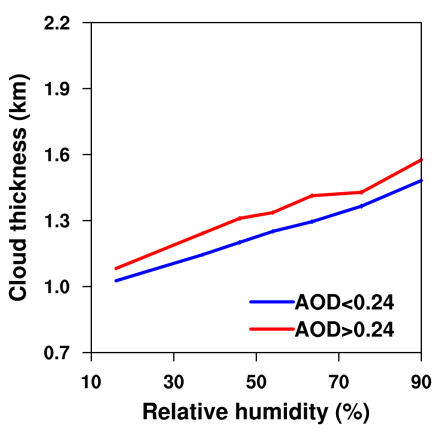 2.2
1.9
1.6
1.3
1.0
0.7
Cloud thickness (km)
AOD<0.24
AOD>0.24
10 30 50 70 90
Relative humidity (%)